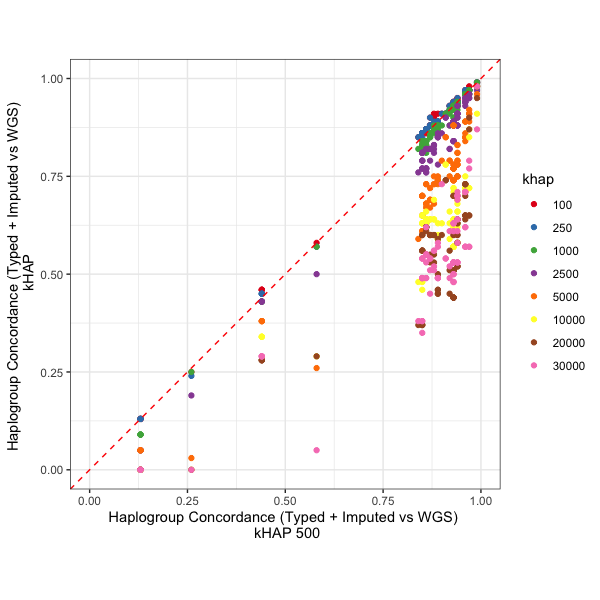 Haplogroup Concordance (Typed + Imputed vs WGS)
kHAP
1.00
0.75
0.50
0.25
0.00
0.00 0.25 0.50 0.75 1.00
Haplogroup Concordance (Typed + Imputed vs WGS)
kHAP 500
khap
100
250
1000
2500
5000
10000
20000
30000